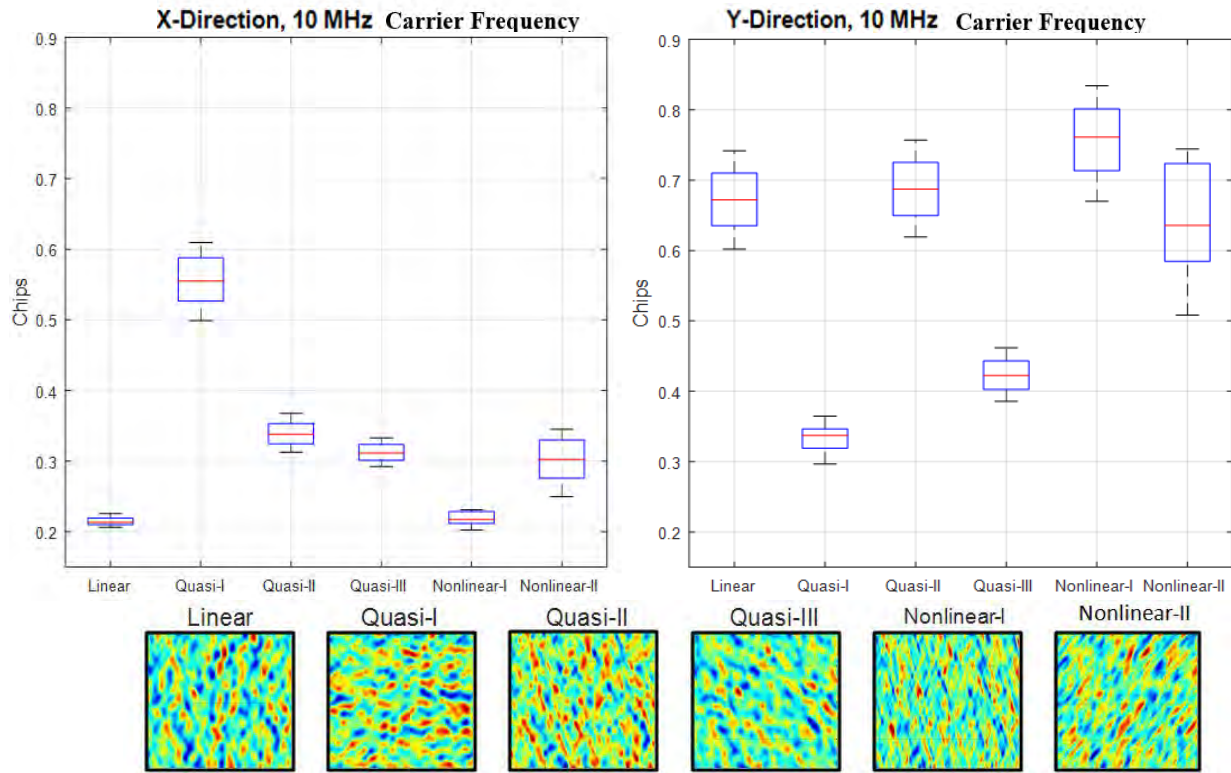 X-Direction, 10 MHz Carrier Frequency
0.9
0.8
0.7
0.6
0.5
0.4
0.3
0.2
Chips
Linear Quasi-I Quasi-II Quasi-III Nonlinear-I Nonlinear-II
Y-Direction, 10 MHz Carrier Frequency
0.9
0.8
0.7
0.6
0.5
0.4
0.3
0.2
Chips
Linear Quasi-I Quasi-II Quasi-III Nonlinear-I Nonlinear-II
Linear Quasi-I Quasi-II Quasi-III Nonlinear-I Nonlinear-II